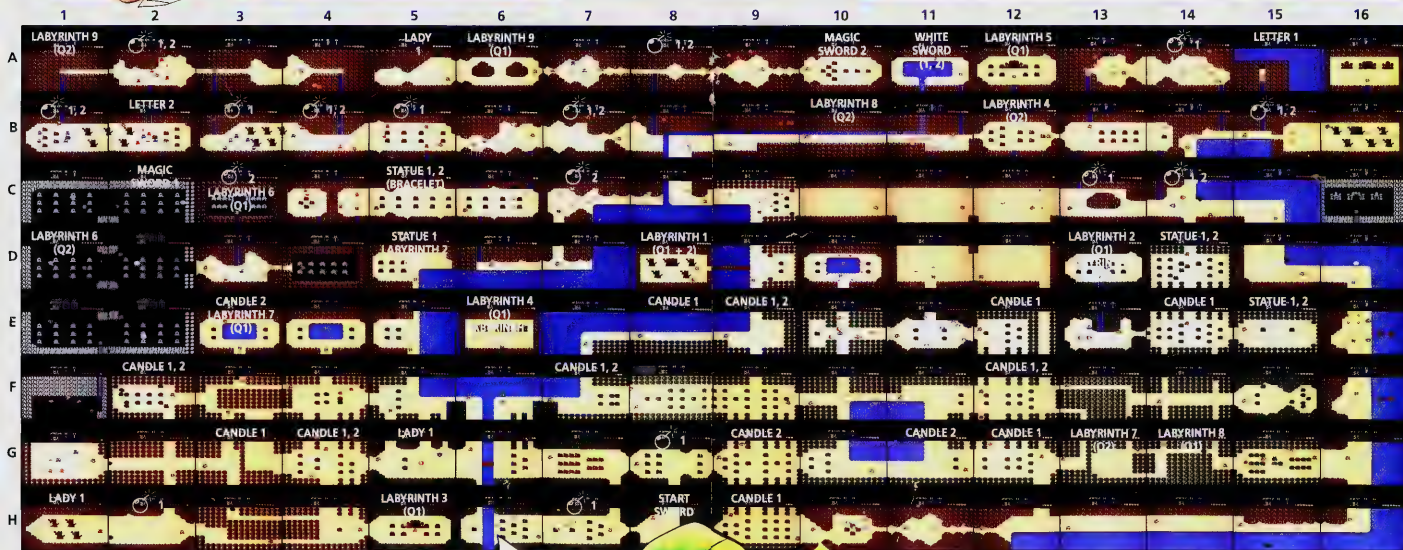 1 2 3 4 5 6 7 8 9 10 11 12 13 14 15 16
A
LABYRINTH 9
(Q2)
1, 2
LADY
1
LABYRINTH 9
(Q1)
1, 2
MAGIC
SWORD 2
WHITE
SWORD
(1, 2)
LABYRINTH 5
(Q1)
1
LETTER 1
B
1, 2
LETTER 2
1
1, 2
1
1, 2
LABYRINTH 8
(Q2)
LABYRINTH 4
(Q2)
1, 2
C
MAGIC
SWORD 1
2
LABYRINTH 6
(Q1)
STATUE 1, 2
(BRACELET)
2
1
1, 2
D
LABYRINTH 6
(Q2)
STATUE 1
LABYRINTH 2
LABYRINTH 1
(Q1 + 2)
LABYRINTH 2
(Q1)
STATUE 1, 2
E
CANDLE 2
LABYRINTH 7
(Q1)
LABYRINTH 4
(Q1)
CANDLE 1
CANDLE 1, 2
CANDLE 1
CANDLE 1
STATUE 1, 2
F
CANDLE 1, 2
CANDLE 1, 2
CANDLE 1, 2
G
CANDLE 1
CANDLE 1, 2
LADY 1
1
CANDLE 2
CANDLE 2
CANDLE 1
LABYRINTH 7
(Q2)
LABYRINTH 8
(Q1)
H
LADY 1
1
LABYRINTH 3
(Q1)
1
START
SWORD
CANDLE 1